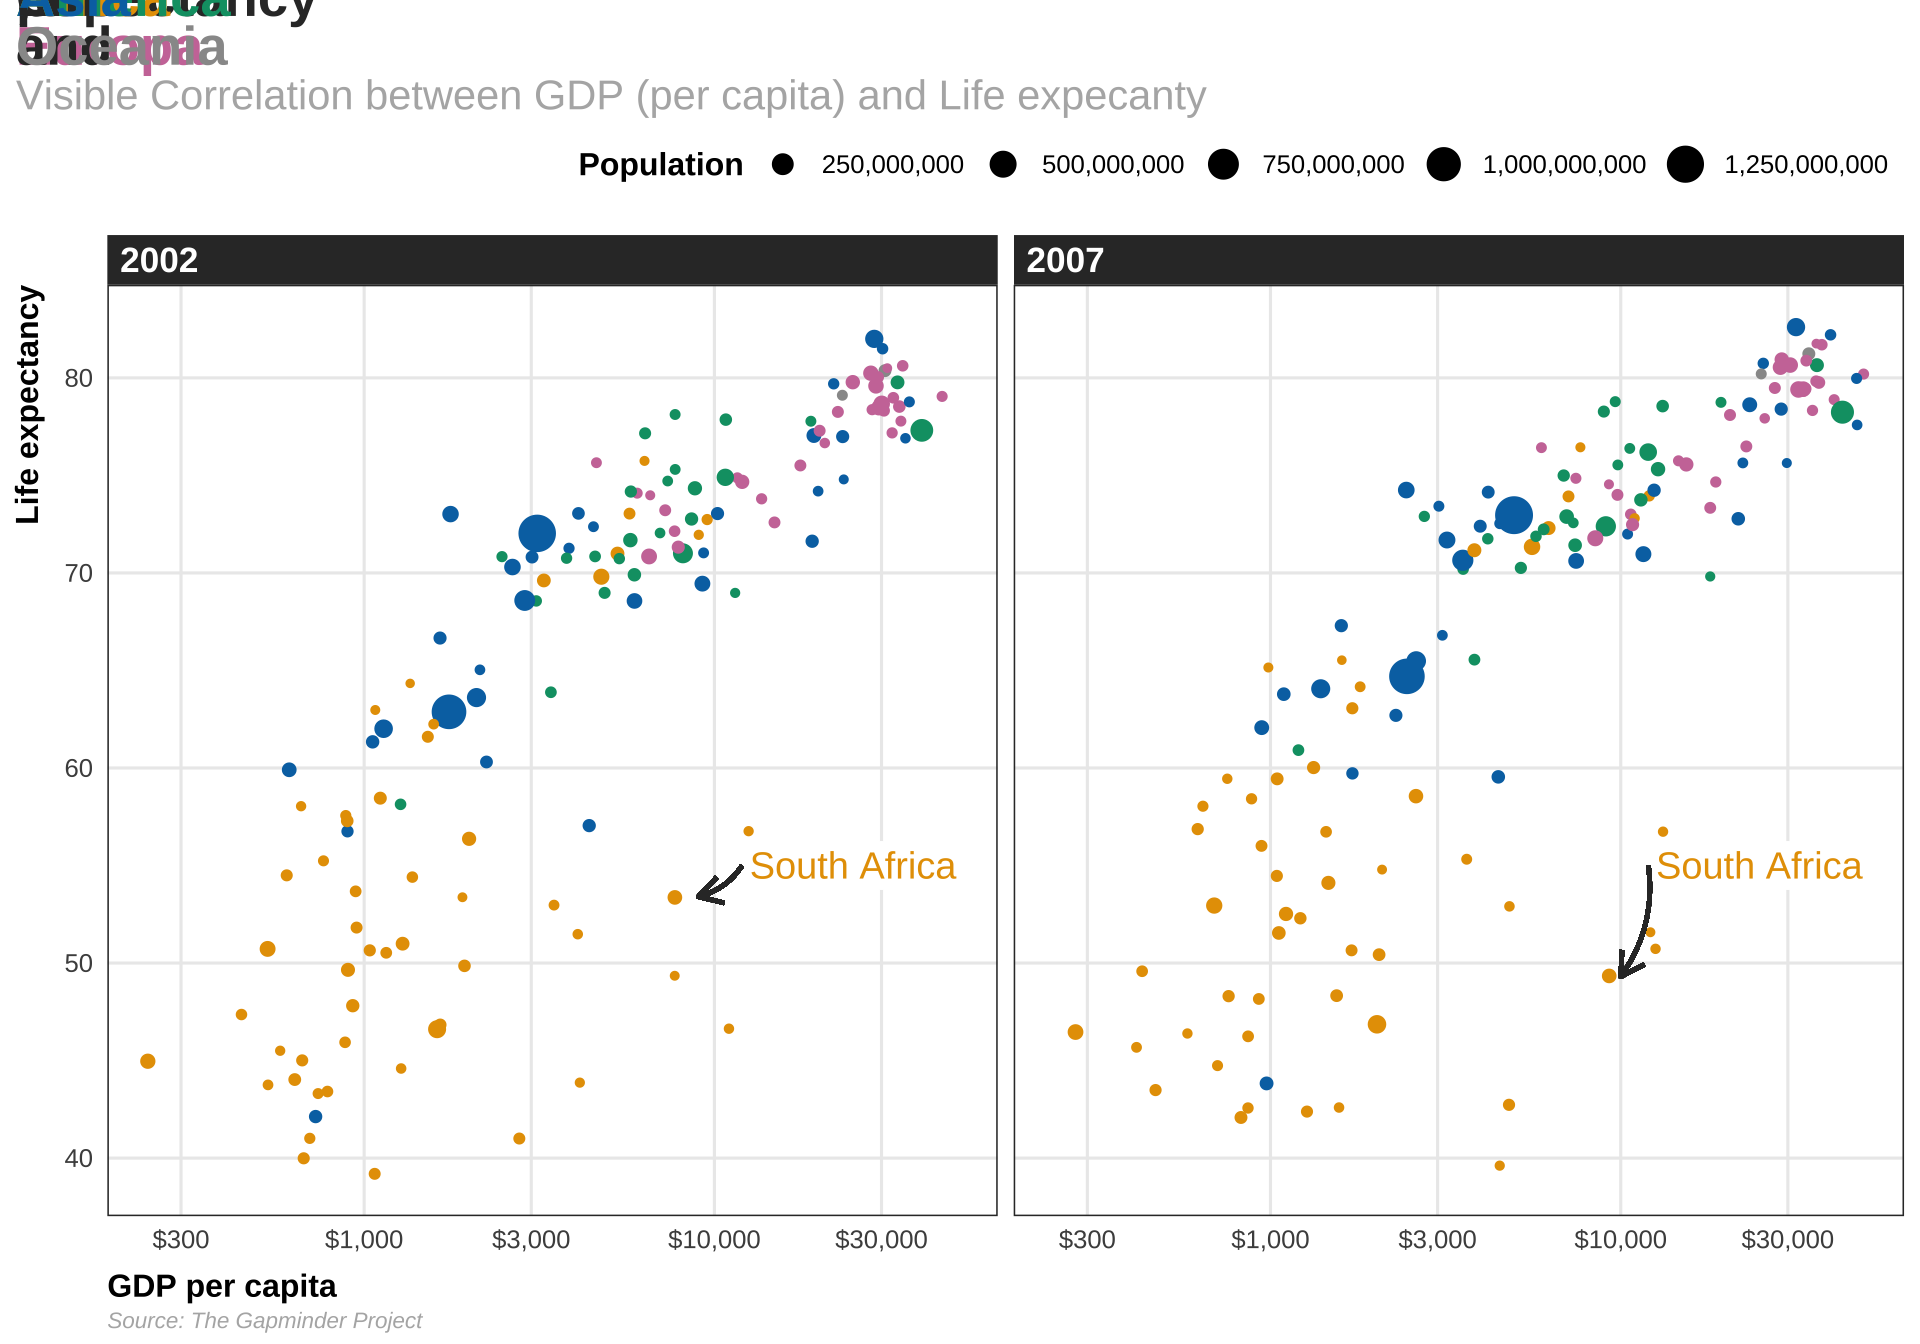 Visible Correlation between GDP (per capita) and Life expecanty
Population 250,000,000 500,000,000 750,000,000 1,000,000,000 1,250,000,000
2002 2007
Life expectancy
80
70
60
50
40
South Africa South Africa
$300 $1,000 $3,000 $10,000 $30,000 $300 $1,000 $3,000 $10,000 $30,000
GDP per capita
Source: The Gapminder Project